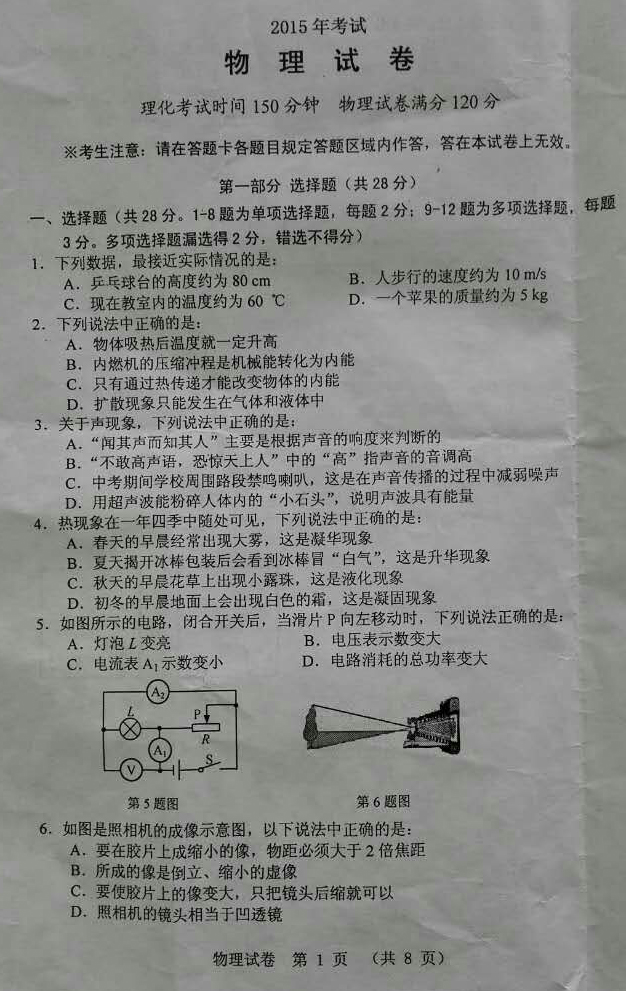 2015年考试
物 理 试 卷
理化考试时间 150 分钟 物理试卷满分 120 分
※考生注意：请在答题卡各题目规定答题区域内作答，答在本试卷上无效。
第一部分 选择题（共 28 分）
一、选择题（共 28 分。1-8 题为单项选择题，每题 2 分；9-12 题为多项选择题，每题
3 分。多项选择题漏选得 2 分，错选不得分）
1．下列数据，最接近实际情况的是：
A．乒乓球台的高度约为 80 cm B．人步行的速度约为 10 m/s
C．现在教室内的温度约为 60 ℃ D．一个苹果的质量约为 5 kg
2．下列说法中正确的是：
A．物体吸热后温度就一定升高
B．内燃机的压缩冲程是机械能转化为内能
C．只有通过热传递才能改变物体的内能
D．扩散现象只能发生在气体和液体中
3．关于声现象，下列说法中正确的是：
A．“闻其声而知其人”主要是根据声音的响度来判断的
B．“不敢高声语，恐惊天上人”中的“高”指声音的音调高
C．中考期间学校周围路段禁鸣喇叭，这是在声音传播的过程中减弱噪声
D．用超声波能粉碎人体内的“小石头”，说明声波具有能量
4．热现象在一年四季中随处可见，下列说法中正确的是：
A．春天的早晨经常出现大雾，这是凝华现象
B．夏天揭开冰棒包装后会看到冰棒冒“白气”，这是升华现象
C．秋天的早晨花草上出现小露珠，这是液化现象
D．初冬的早晨地面上会出现白色的霜，这是凝固现象
5．如图所示的电路，闭合开关后，当滑片 P 向左移动时，下列说法正确的是：
A．灯泡 L 变亮 B．电压表示数变大
C．电流表 A₁ 示数变小 D．电路消耗的总功率变大
A₂
L P
R
A₁
V S
第 5 题图 第 6 题图
6．如图是照相机的成像示意图，以下说法中正确的是：
A．要在胶片上成缩小的像，物距必须大于 2 倍焦距
B．所成的像是倒立、缩小的虚像
C．要使胶片上的像变大，只把镜头后缩就可以
D．照相机的镜头相当于凹透镜
物理试卷 第 1 页 （共 8 页）